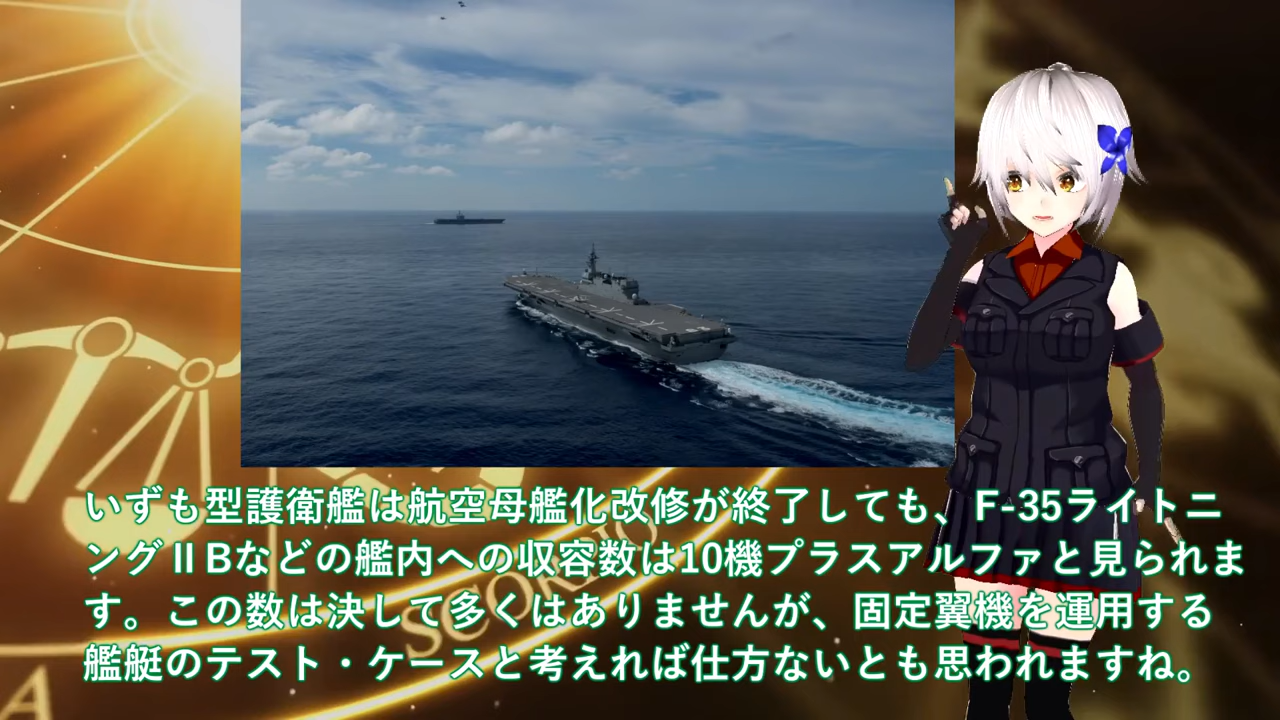 いずも型護衛艦は航空母艦化改修が終了しても、F-35ライトニ
ングⅡBなどの艦内への収容数は10機プラスアルファと見られま
す。この数は決して多くはありませんが、固定翼機を運用する
艦艇のテスト・ケースと考えれば仕方ないとも思われますね。
SCORPIO
A